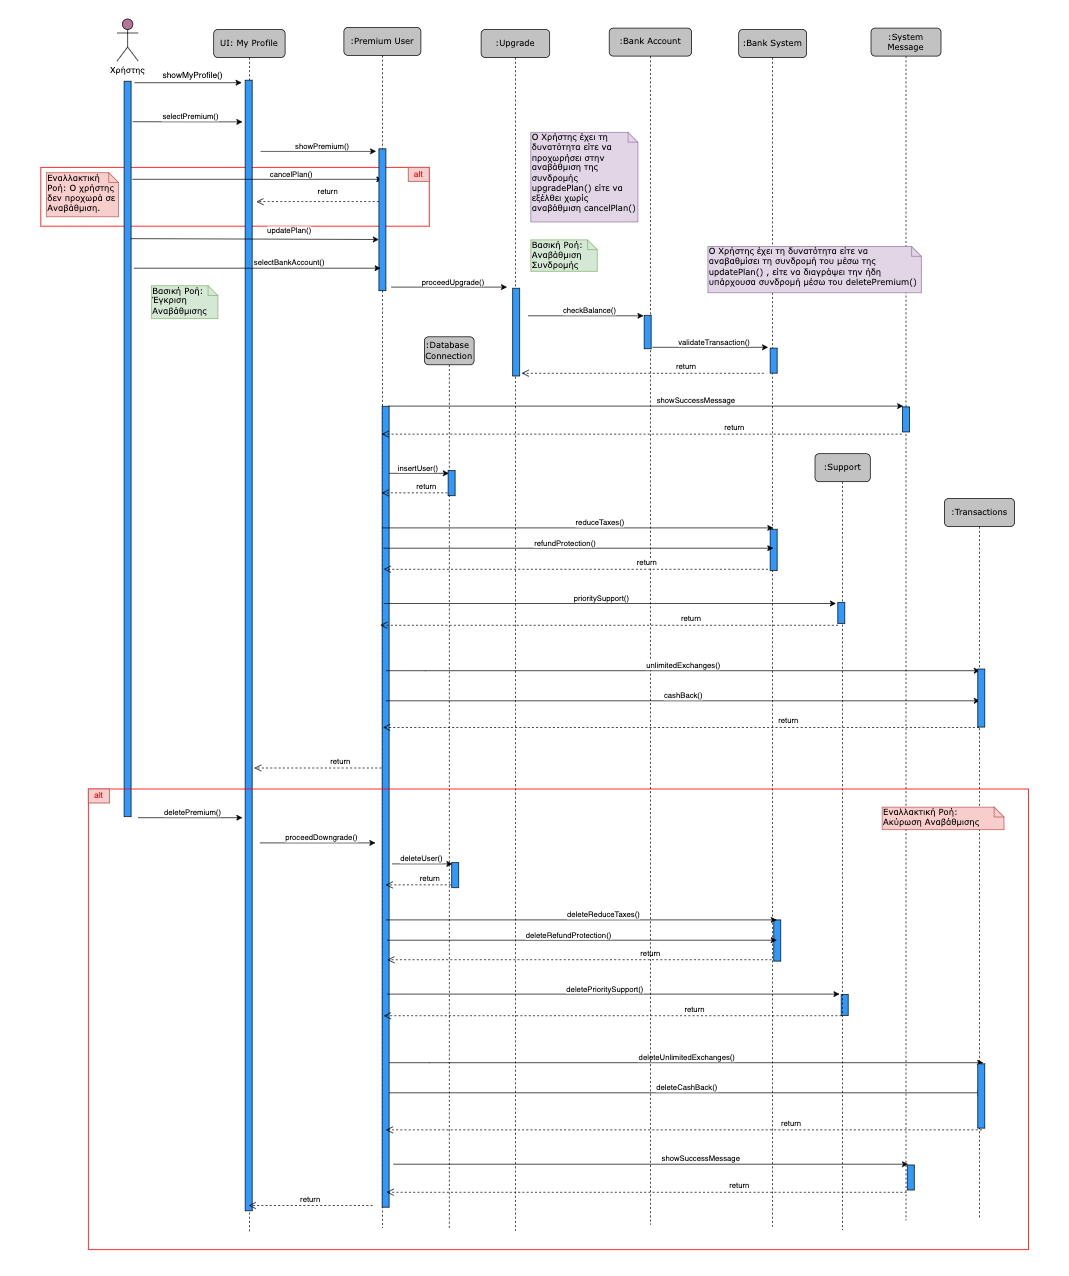 Χρήστης
UI: My Profile
:Premium User
:Upgrade
:Bank Account
:Bank System
:System
Message
showMyProfile()
selectPremium()
showPremium()
alt
Εναλλακτική
Ροή: Ο χρήστης
δεν προχωρά σε
Αναβάθμιση.
cancelPlan()
return
Ο Χρήστης έχει τη
δυνατότητα είτε να
προχωρήσει στην
αναβάθμιση της
συνδρομής
upgradePlan() είτε να
εξέλθει χωρίς
αναβάθμιση cancelPlan()
updatePlan()
Βασική Ροή:
Αναβάθμιση
Συνδρομής
Ο Χρήστης έχει τη δυνατότητα είτε να
αναβαθμίσει τη συνδρομή του μέσω της
updatePlan() , είτε να διαγράψει την ήδη
υπάρχουσα συνδρομή μέσω του deletePremium()
selectBankAccount()
proceedUpgrade()
Βασική Ροή:
Έγκριση
Αναβάθμισης
checkBalance()
:Database
Connection
validateTransaction()
return
showSuccessMessage
return
:Support
insertUser()
return
:Transactions
reduceTaxes()
refundProtection()
return
prioritySupport()
return
unlimitedExchanges()
cashBack()
return
return
alt
deletePremium()
Εναλλακτική Ροή:
Ακύρωση Αναβάθμισης
proceedDowngrade()
deleteUser()
return
deleteReduceTaxes()
deleteRefundProtection()
return
deletePrioritySupport()
return
deleteUnlimitedExchanges()
deleteCashBack()
return
showSuccessMessage
return
return